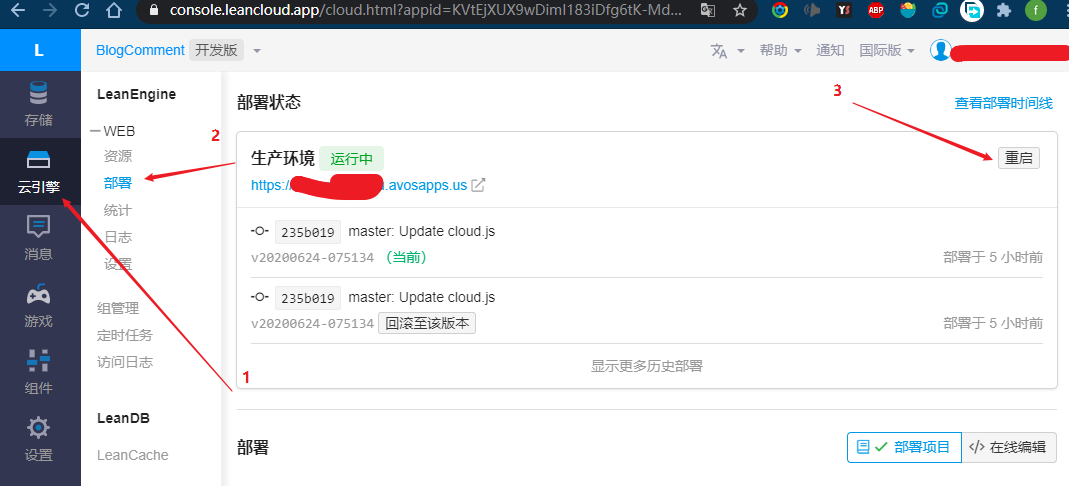 console.leancloud.app/cloud.html?appid=KVtEjXUX9wDimI183iDfg6tK-Md...
YS
ABP
f
L
BlogComment 开发版
帮助
通知
国际版
存储
云引擎
消息
游戏
组件
设置
LeanEngine
WEB
资源
部署
统计
日志
设置
组管理
定时任务
访问日志
LeanDB
LeanCache
部署状态
查看部署时间线
1
2
3
生产环境 运行中
重启
https:/ .avosapps.us
235b019 master: Update cloud.js
v20200624-075134 （当前） 部署于 5 小时前
235b019 master: Update cloud.js
v20200624-075134 回滚至该版本 部署于 5 小时前
显示更多历史部署
部署
部署项目
</> 在线编辑